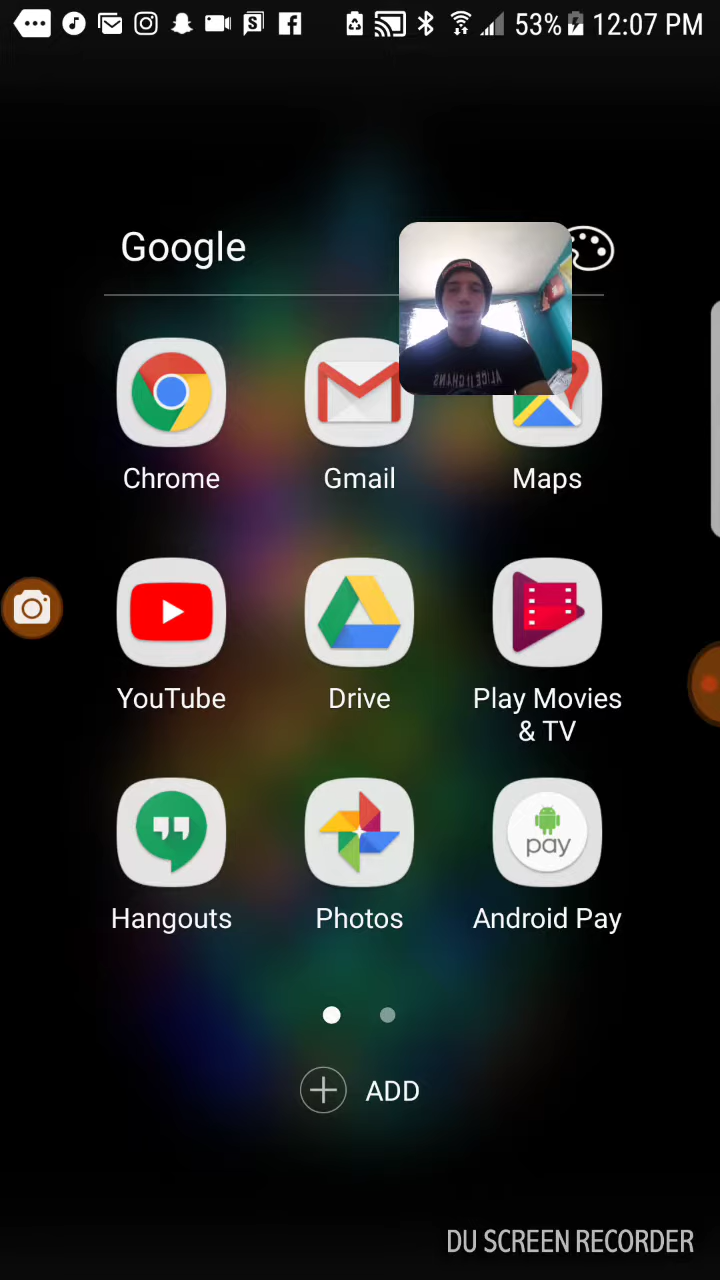 53% 12:07 PM
Google
Chrome
Gmail
Maps
YouTube
Drive
Play Movies
& TV
Hangouts
Photos
pay
Android Pay
ADD
DU SCREEN RECORDER